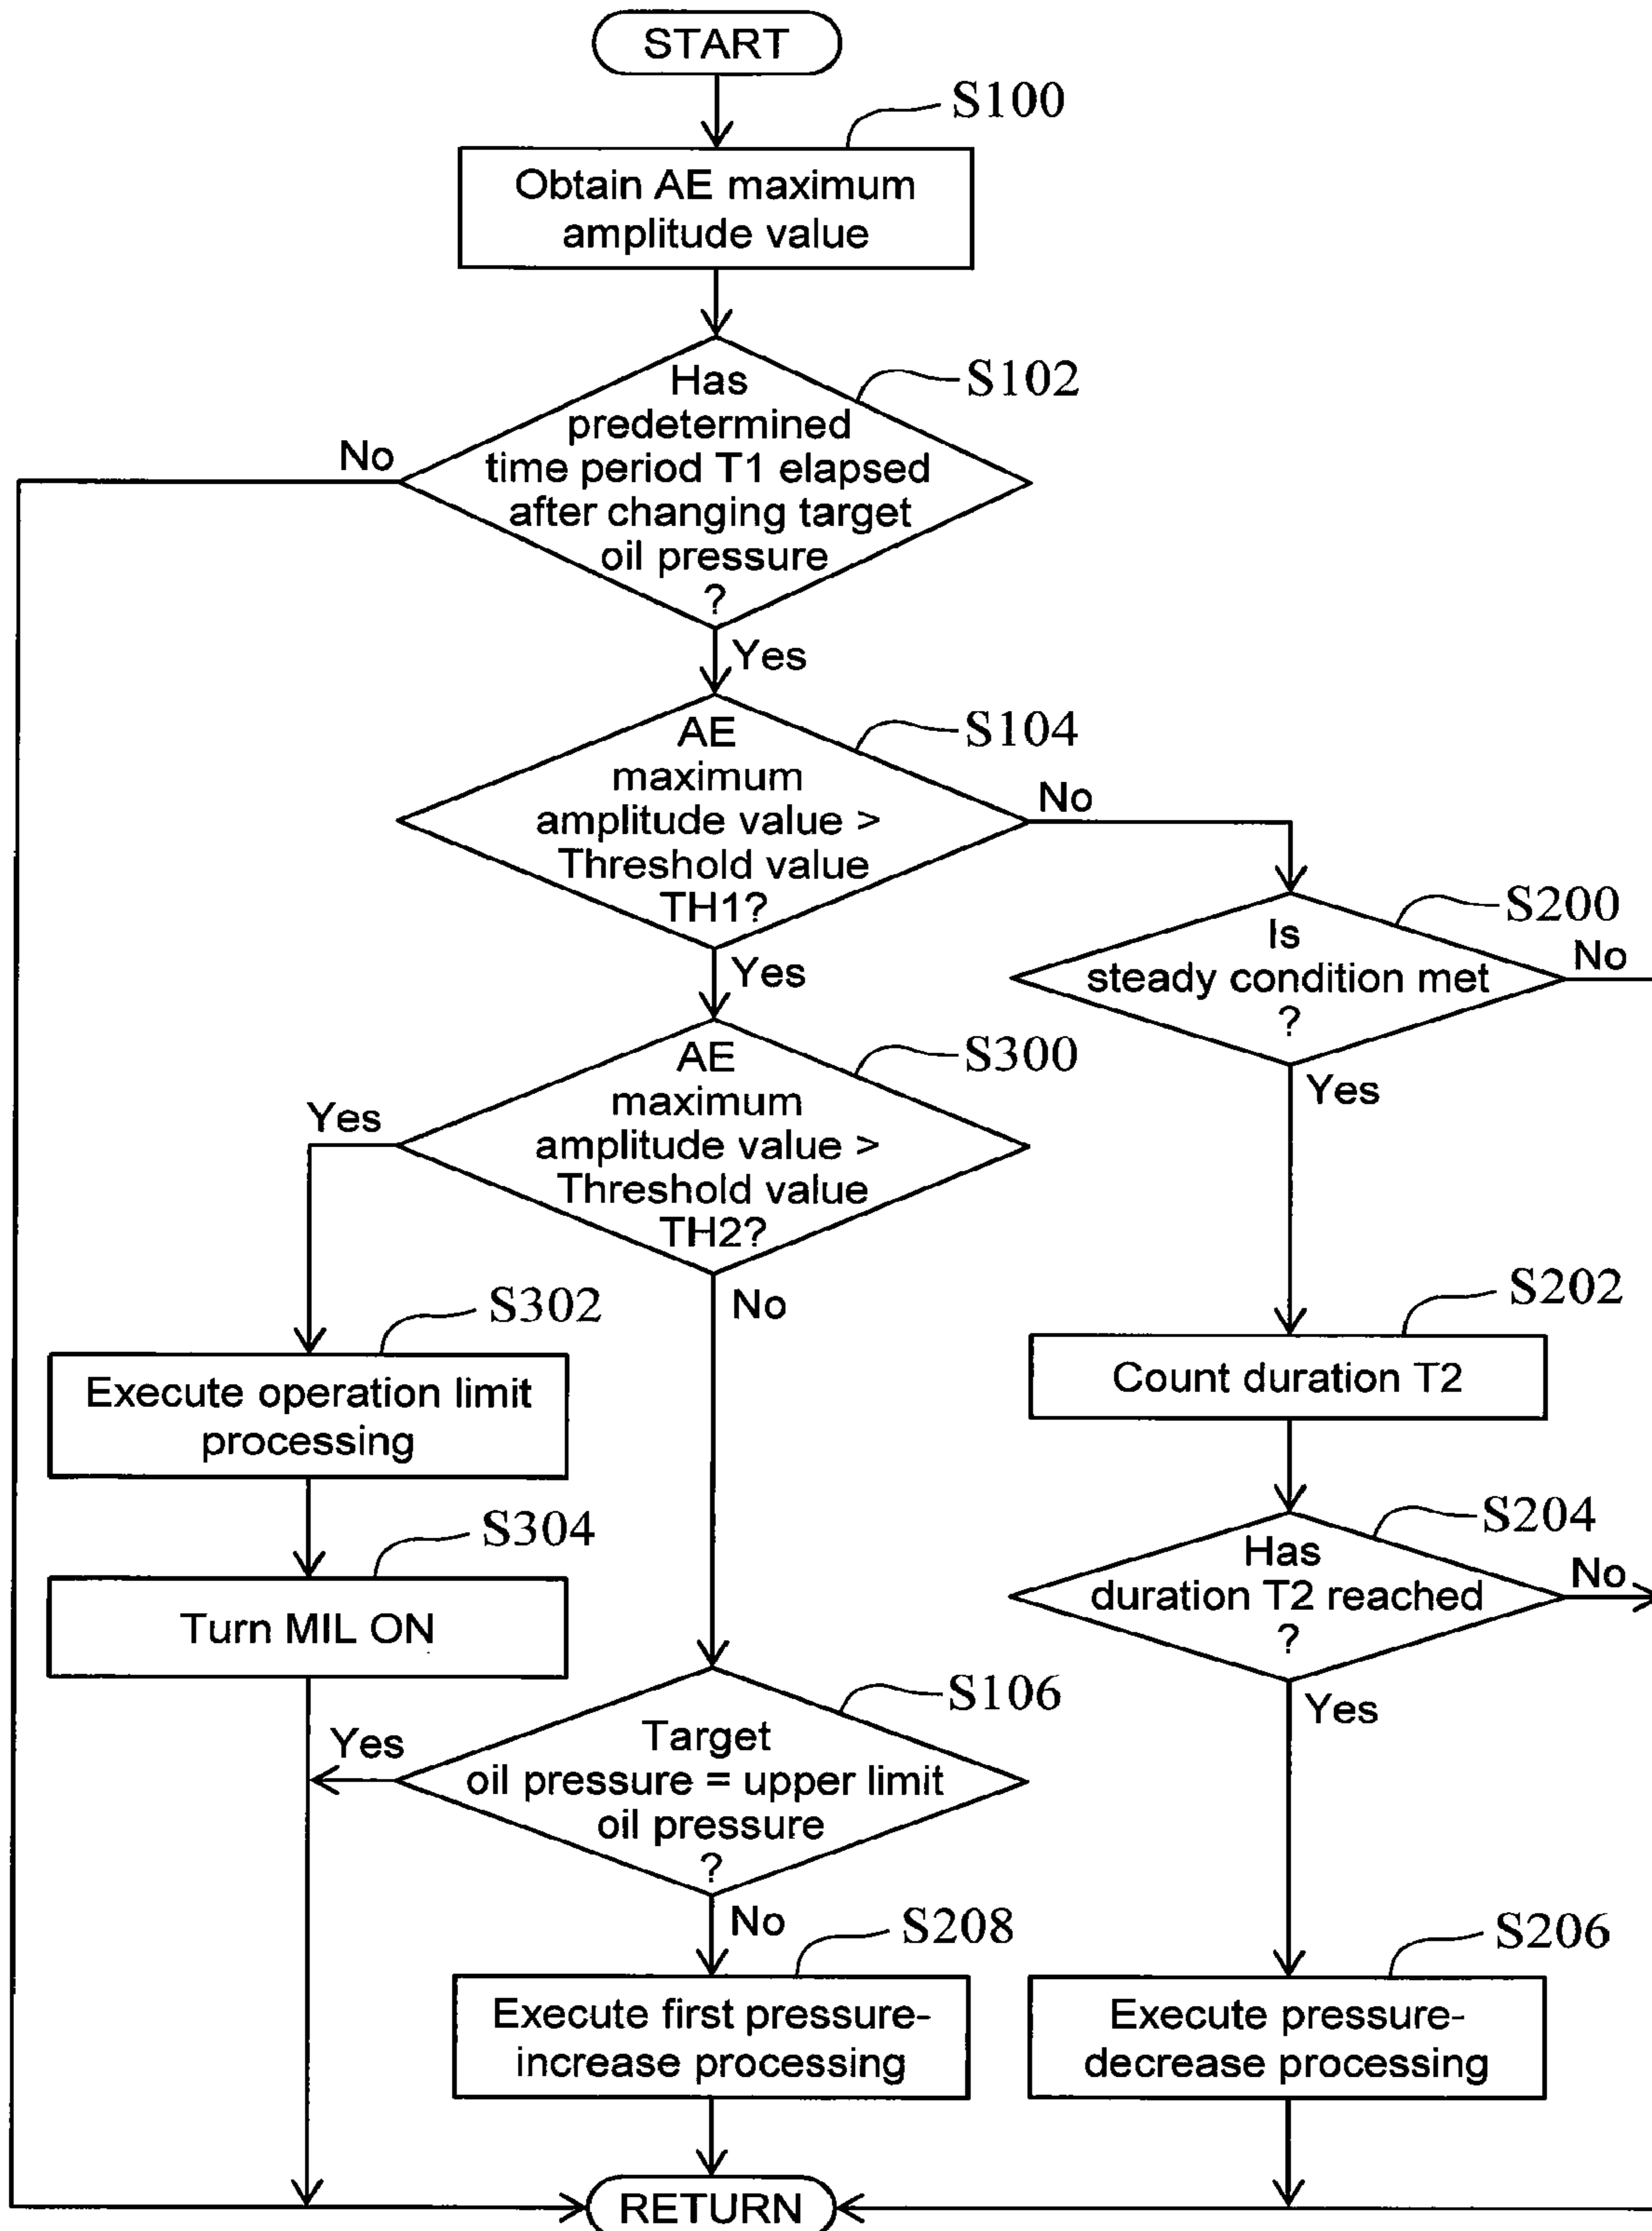 START
S100
Obtain AE maximum
amplitude value
S102
Has
predetermined
time period T1 elapsed
after changing target
oil pressure
?
No
Yes
S104
AE
maximum
amplitude value >
Threshold value
TH1?
No
Yes
S200
Is
steady condition met
?
No
Yes
S300
AE
maximum
amplitude value >
Threshold value
TH2?
Yes
No
S302
Execute operation limit
processing
S202
Count duration T2
S304
Turn MIL ON
S204
Has
duration T2 reached
?
No
Yes
S106
Target
oil pressure = upper limit
oil pressure
?
Yes
No
S208
Execute first pressure-
increase processing
S206
Execute pressure-
decrease processing
RETURN